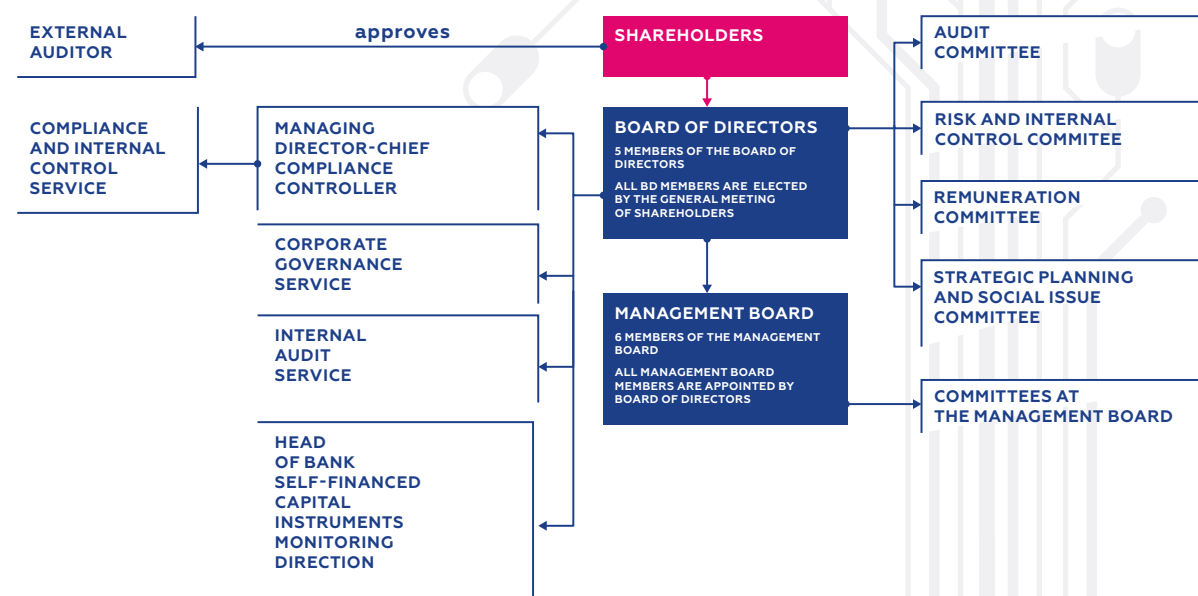 EXTERNAL
AUDITOR
approves
SHAREHOLDERS
AUDIT
COMMITTEE
COMPLIANCE
AND INTERNAL
CONTROL
SERVICE
MANAGING
DIRECTOR-CHIEF
COMPLIANCE
CONTROLLER
BOARD OF DIRECTORS
5 MEMBERS OF THE BOARD OF
DIRECTORS
ALL BD MEMBERS ARE ELECTED
BY THE GENERAL MEETING
OF SHAREHOLDERS
RISK AND INTERNAL
CONTROL COMMITEE
REMUNERATION
COMMITTEE
CORPORATE
GOVERNANCE
SERVICE
STRATEGIC PLANNING
AND SOCIAL ISSUE
COMMITTEE
INTERNAL
AUDIT
SERVICE
MANAGEMENT BOARD
6 MEMBERS OF THE MANAGEMENT
BOARD
ALL MANAGEMENT BOARD
MEMBERS ARE APPOINTED BY
BOARD OF DIRECTORS
COMMITTEES AT
THE MANAGEMENT BOARD
HEAD
OF BANK
SELF-FINANCED
CAPITAL
INSTRUMENTS
MONITORING
DIRECTION